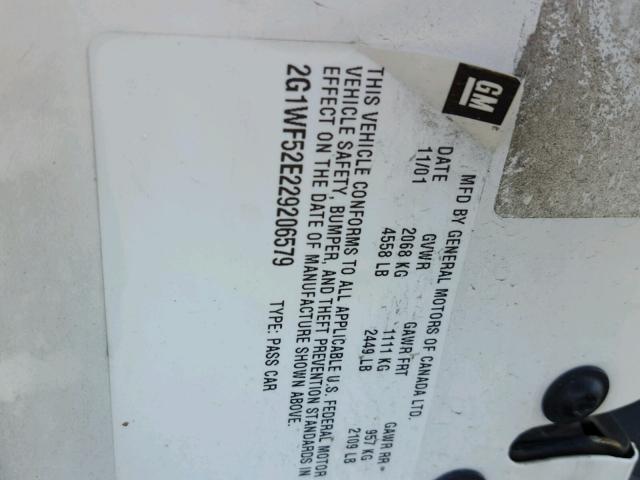 GM
MFD BY GENERAL MOTORS OF CANADA LTD.
DATE GVWR GAWR FRT GAWR RR
11/01 2068 KG 1111 KG 957 KG
4558 LB 2449 LB 2109 LB
THIS VEHICLE CONFORMS TO ALL APPLICABLE U.S. FEDERAL MOTOR
VEHICLE SAFETY, BUMPER, AND THEFT PREVENTION STANDARDS IN
EFFECT ON THE DATE OF MANUFACTURE SHOWN ABOVE.
2G1WF52E229206579 TYPE: PASS CAR